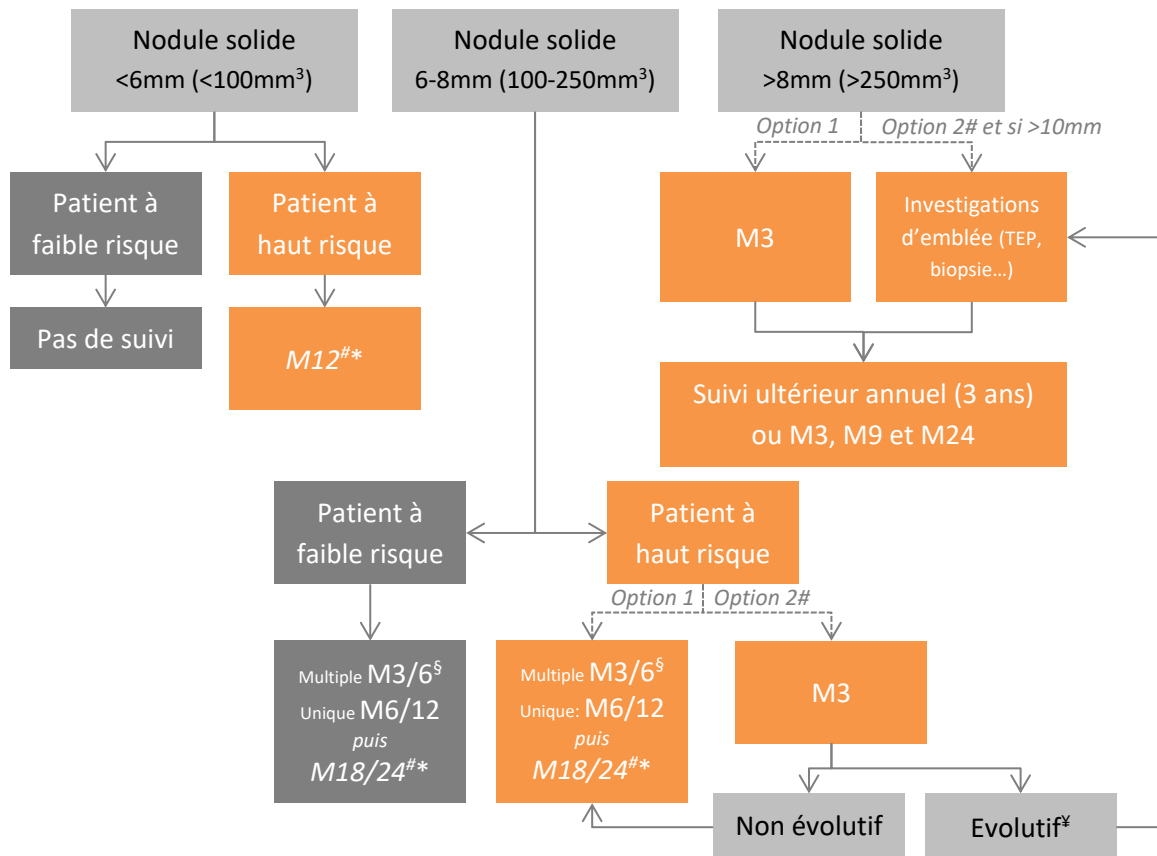 Nodule solide
<6mm (<100mm³)
Nodule solide
6-8mm (100-250mm³)
Nodule solide
>8mm (>250mm³)
Option 1
Option 2# et si >10mm
Patient à
faible risque
Patient à
haut risque
M3
Investigations
d’emblée (TEP,
biopsie…)
Pas de suivi
M12#*
Suivi ultérieur annuel (3 ans)
ou M3, M9 et M24
Patient à
faible risque
Patient à
haut risque
Option 1
Option 2#
Multiple M3/6§
Unique M6/12
puis
M18/24#*
Multiple M3/6§
Unique: M6/12
puis
M18/24#*
M3
Non évolutif
Evolutif¥